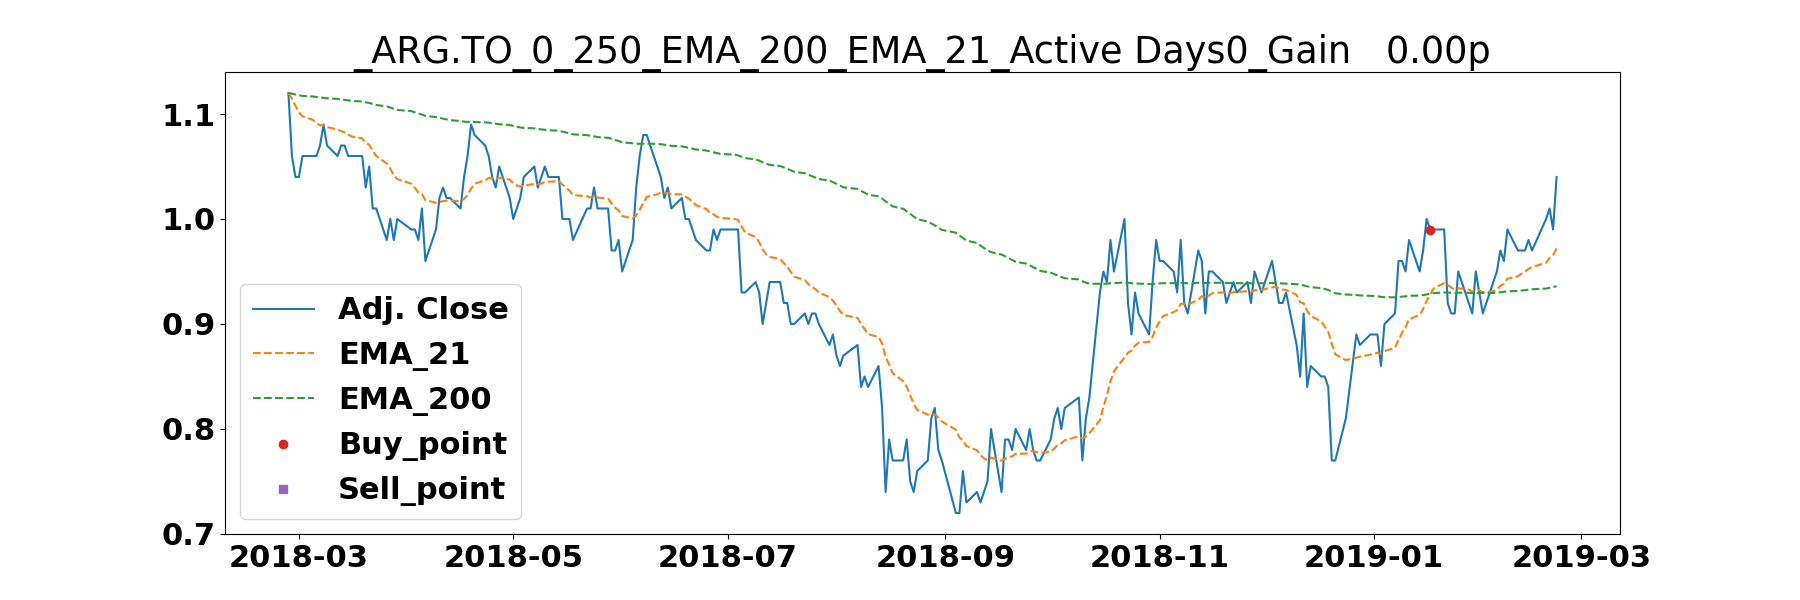 _ARG.TO_0_250_EMA_200_EMA_21_Active Days0_Gain   0.00p
1.1
1.0
0.9
0.8
0.7
Adj. Close
EMA_21
EMA_200
Buy_point
Sell_point
2018-03 2018-05 2018-07 2018-09 2018-11 2019-01 2019-03